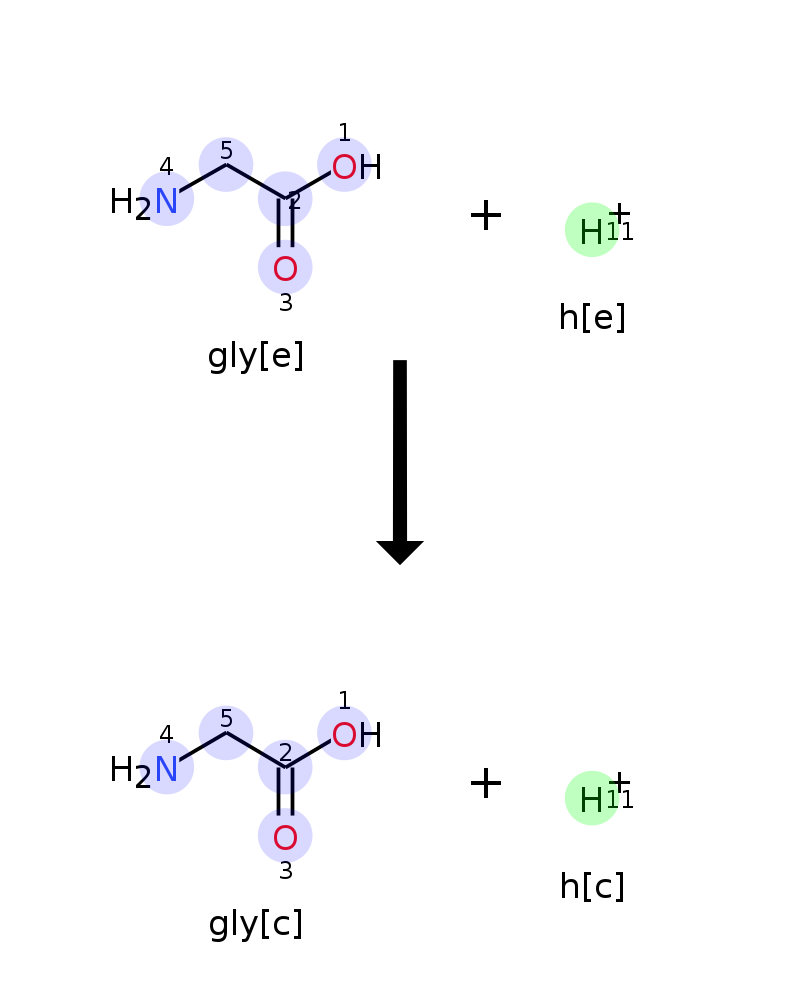 1
4 5
H2N 2 OH + H+ 11
O
3
h[e]
gly[e]
1
4 5
H2N 2 OH + H+ 11
O
3
h[c]
gly[c]